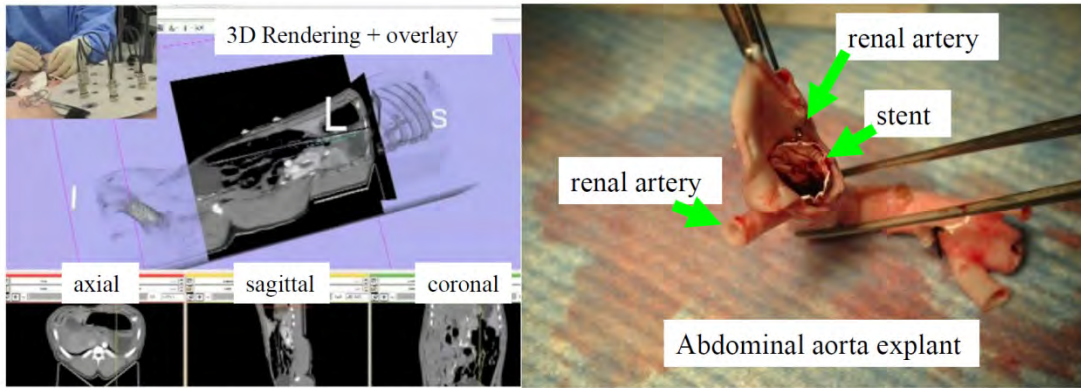 3D Rendering + overlay
L
S
I
axial
sagittal
coronal
renal artery
stent
renal artery
Abdominal aorta explant